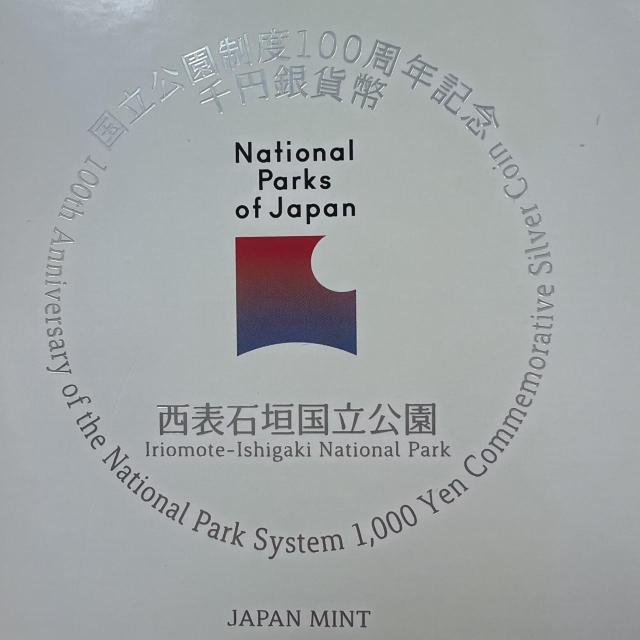 国立公園制度100周年記念
千円銀貨幣
National
Parks
of Japan
西表石垣国立公園
Iriomote-Ishigaki National Park
100th Anniversary of the National Park System 1,000 Yen Commemorative Silver Coin
JAPAN MINT